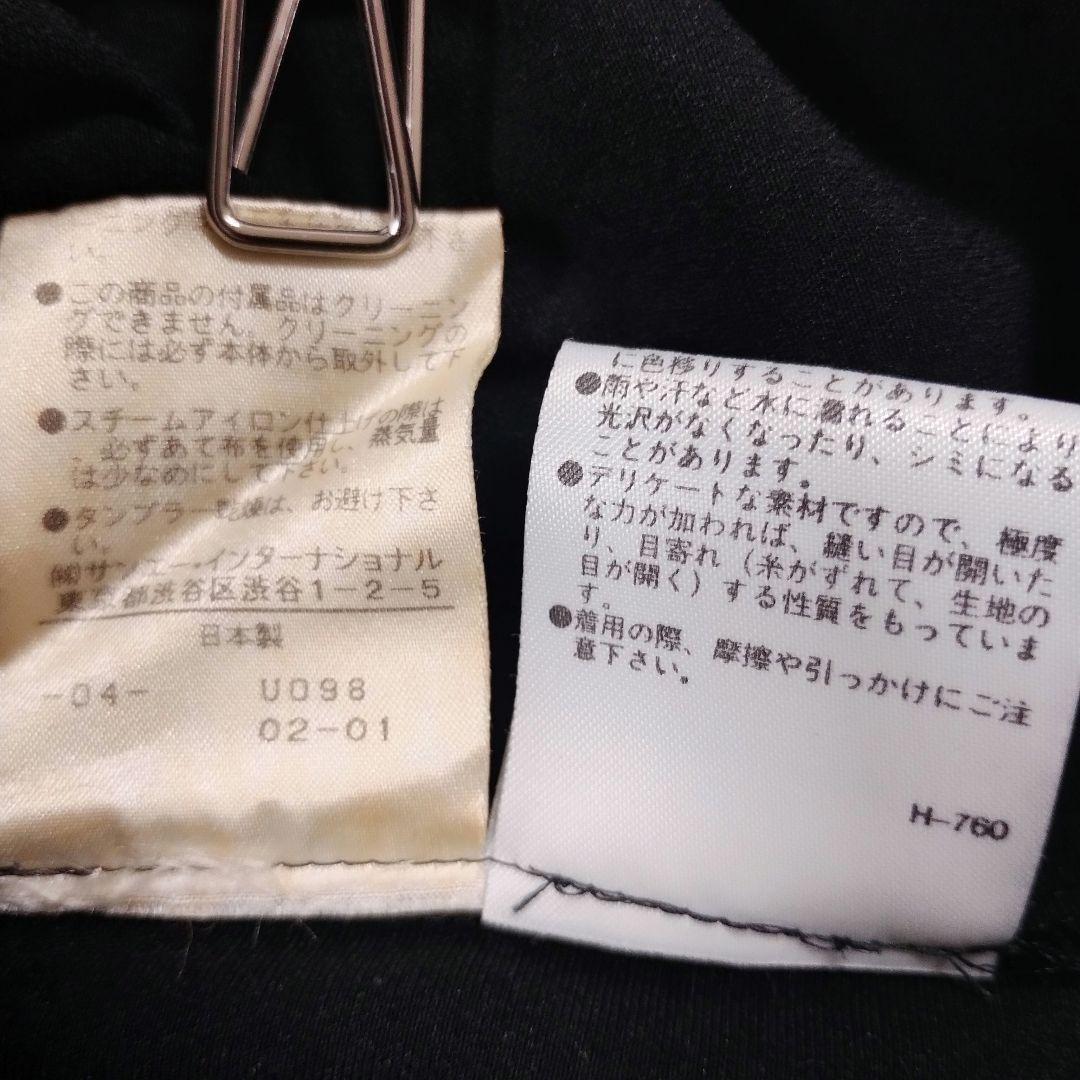 い。
●この商品の付属品はクリーニン
グできません。クリーニングの
際には必ず本体から取外して下
さい。
●スチームアイロン仕上げの際は
、必ずあて布を使用し、蒸気量
は少なめにして下さい。
●タンブラー乾燥は、お避け下さ
い。
㈱サンエー・インターナショナル
東京都渋谷区渋谷1-2-5
日本製
-04- U098
02-01
に色移りすることがあります。
●雨や汗など水に濡れることにより
光沢がなくなったり、シミになる
ことがあります。
●デリケートな素材ですので、極度
な力が加われば、縫い目が開いた
り、目寄れ（糸がずれて、生地の
目が開く）する性質をもっていま
す。
●着用の際、摩擦や引っかけにご注
意下さい。
H-760